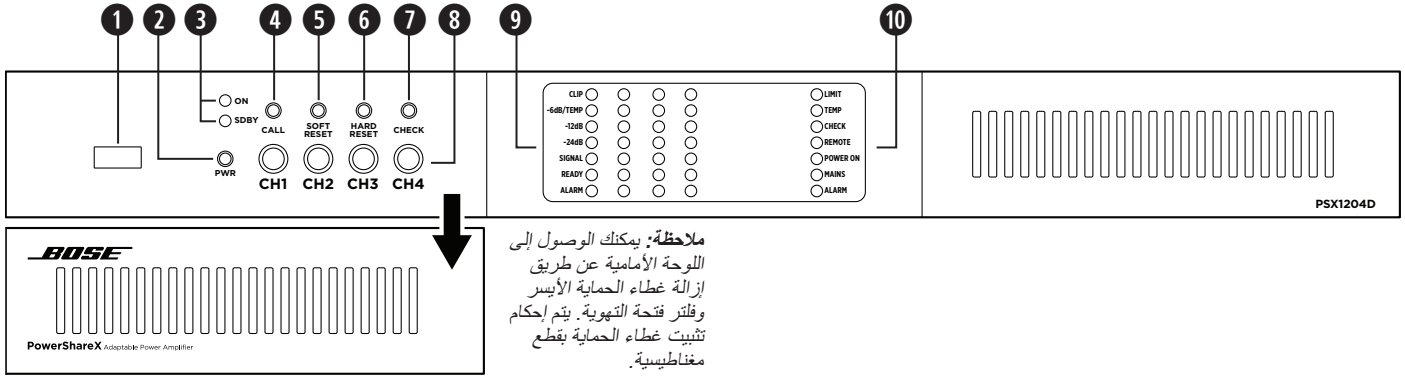 1 2 3 4 5 6 7 8 9 10
ON
SDBY
PWR
CALL
SOFT RESET
HARD RESET
CHECK
CH1 CH2 CH3 CH4
CLIP
-6dB/TEMP
-12dB
-24dB
SIGNAL
READY
ALARM
LIMIT
TEMP
CHECK
REMOTE
POWER ON
MAINS
ALARM
PSX1204D
BOSE
PowerShareX Adaptable Power Amplifier
ملاحظة: يمكنك الوصول إلى
اللوحة الأمامية عن طريق
إزالة غطاء الحماية الأيسر
وفلتر فتحة التهوية. يتم إحكام
تثبيت غطاء الحماية بقطع
مغناطيسية.